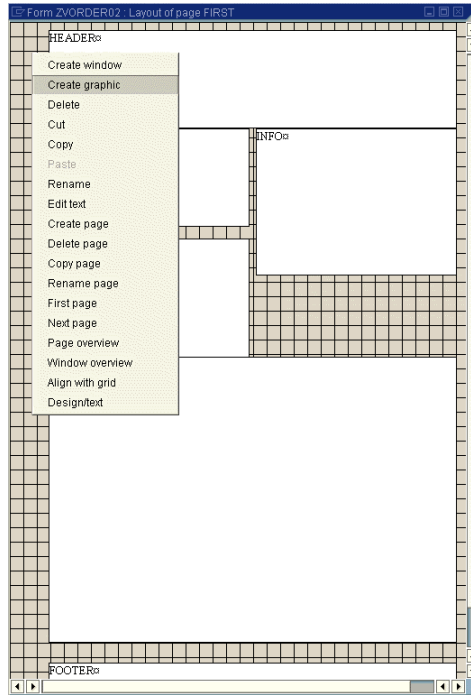 Form ZVORDER02 : Layout of page FIRST
HEADER¤
Create window
Create graphic
Delete
Cut
Copy
Paste
Rename
Edit text
Create page
Delete page
Copy page
Rename page
First page
Next page
Page overview
Window overview
Align with grid
Design/text
INFO¤
FOOTER¤